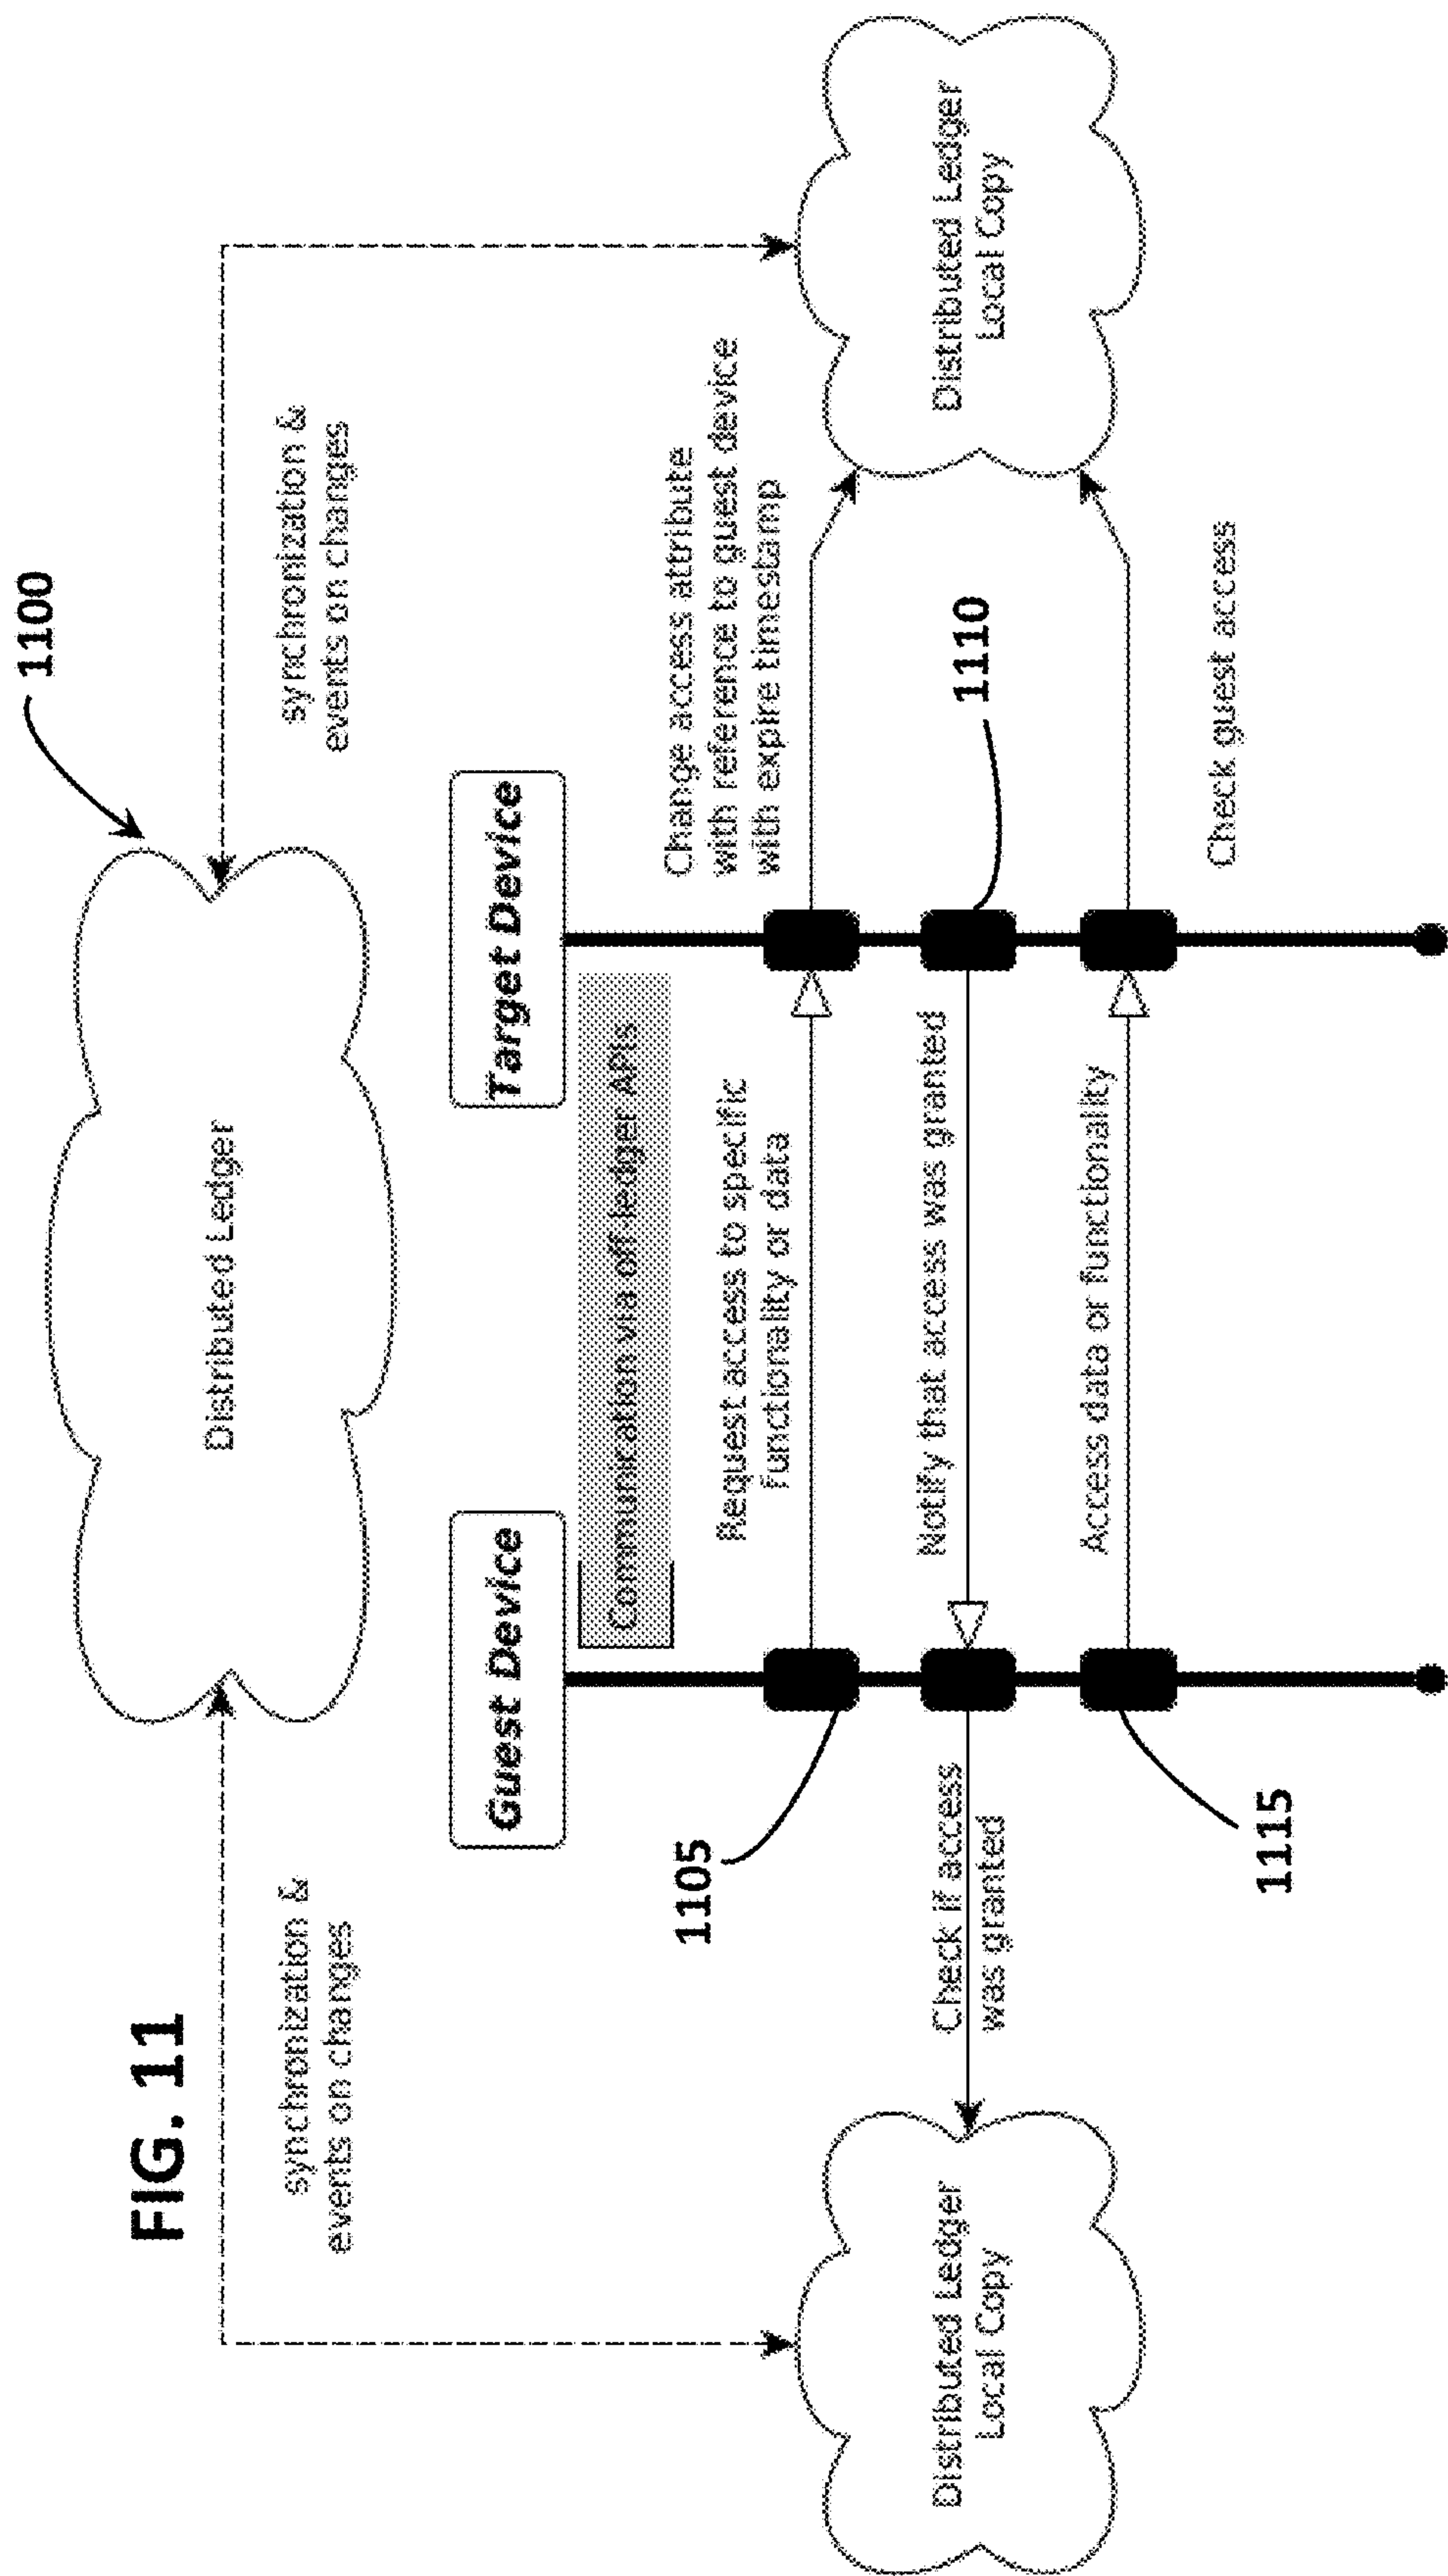 FIG. 11
1100
Distributed Ledger
synchronization &
events on changes
synchronization &
events on changes
Guest Device
Target Device
Communication via off-ledger APIs
1105
Request access to specific
functionality or data
Change access attribute
with reference to guest device
with expire timestamp
Distributed Ledger
Local Copy
Check if access
was granted
Notify that access was granted
1110
Distributed Ledger
Local Copy
1115
Access data or functionality
Check guest access